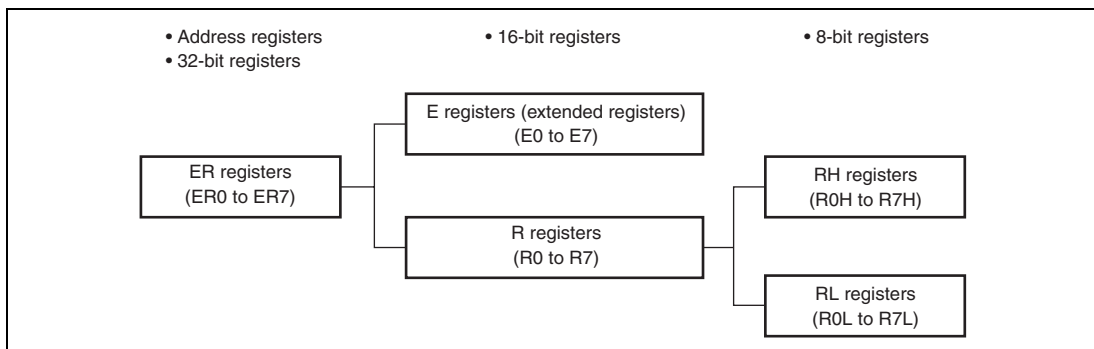 • Address registers
• 32-bit registers
• 16-bit registers
• 8-bit registers
E registers (extended registers)
(E0 to E7)
ER registers
(ER0 to ER7)
RH registers
(R0H to R7H)
R registers
(R0 to R7)
RL registers
(R0L to R7L)